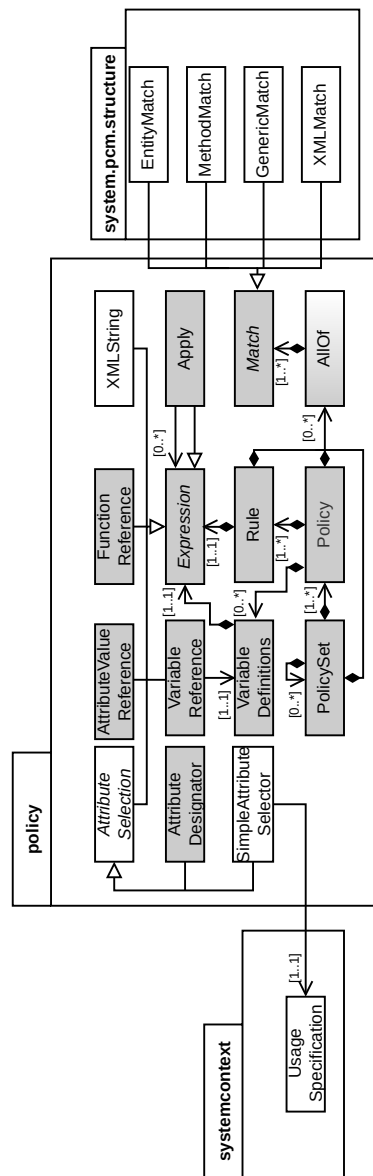 policy
systemcontext
system.pcm.structure
Attribute
Selection
AttributeValue
Reference
Function
Reference
XMLString
EntityMatch
Attribute
Designator
Variable
Reference
Expression
Apply
MethodMatch
[1..1]
[0..*]
SimpleAttribute
Selector
Variable
Definitions
Rule
Match
GenericMatch
[1..1]
[0..*]
[1..1]
[1..*]
[1..*]
Usage
Specification
[1..1]
PolicySet
Policy
AllOf
XMLMatch
[0..*]
[1..*]
[0..*]